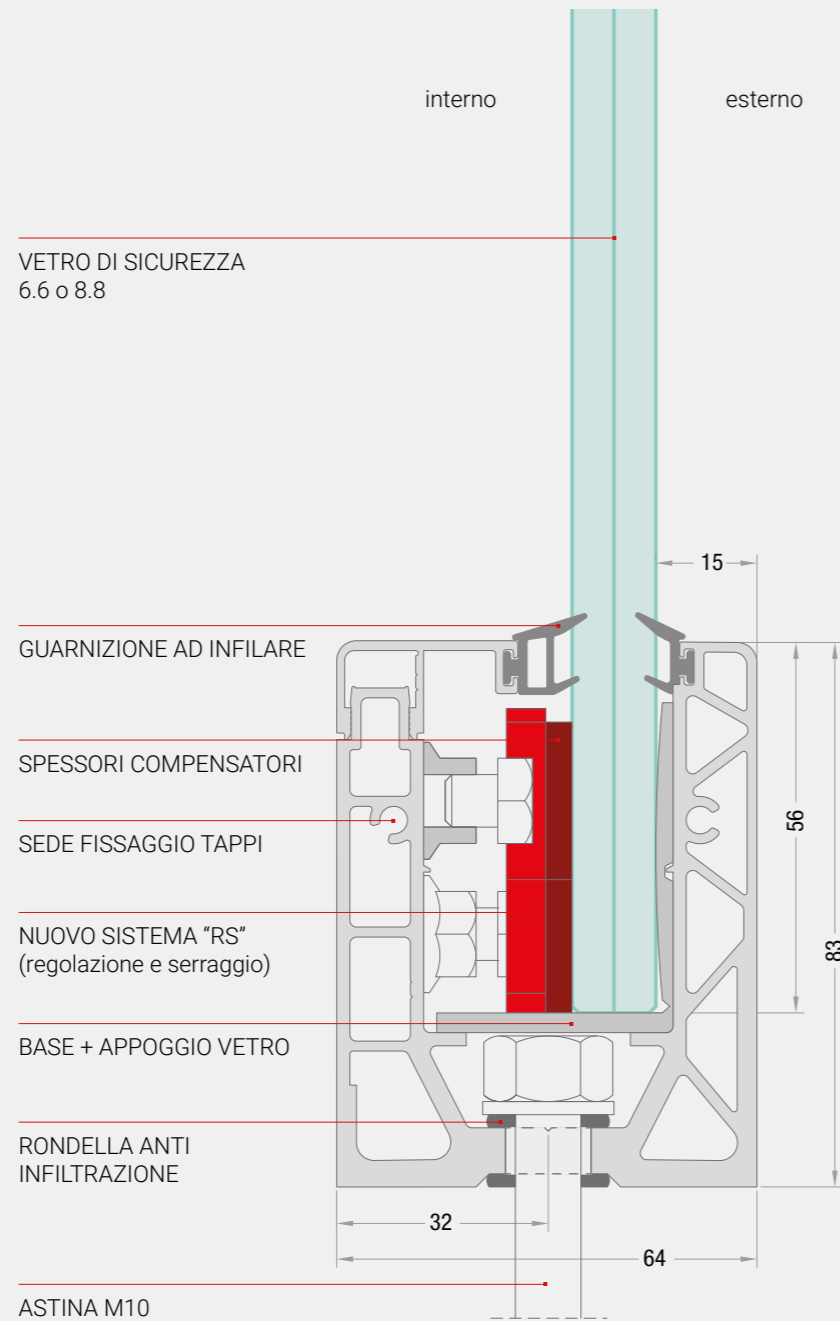 interno
esterno
VETRO DI SICUREZZA
6.6 o 8.8
15
GUARNIZIONE AD INFILARE
SPESSORI COMPENSATORI
56
SEDE FISSAGGIO TAPPI
NUOVO SISTEMA “RS”
(regolazione e serraggio)
83
BASE + APPOGGIO VETRO
RONDELLA ANTI
INFILTRAZIONE
32
64
ASTINA M10